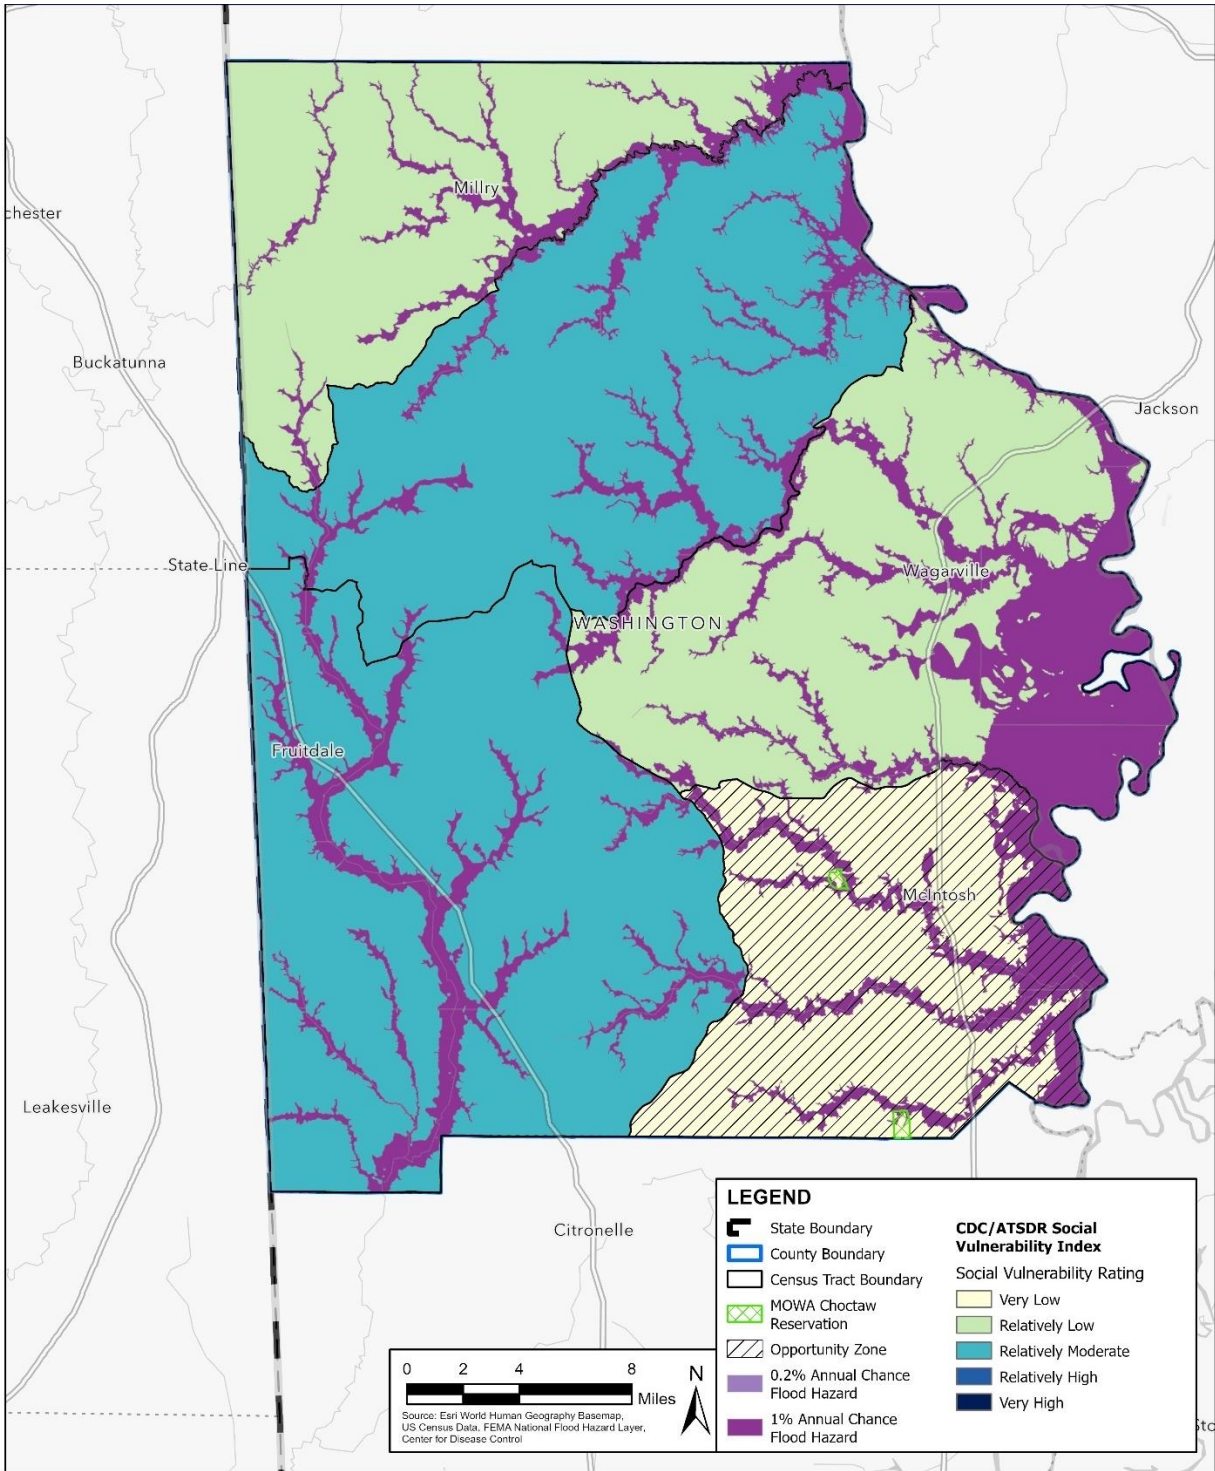 Millry
chester
Buckatunna
Jackson
State Line
Wagarville
WASHINGTON
Fruitdale
McIntosh
Leakesville
Citronelle
LEGEND
State Boundary
County Boundary
Census Tract Boundary
MOWA Choctaw
Reservation
Opportunity Zone
0.2% Annual Chance
Flood Hazard
1% Annual Chance
Flood Hazard
CDC/ATSDR Social
Vulnerability Index
Social Vulnerability Rating
Very Low
Relatively Low
Relatively Moderate
Relatively High
Very High
0 2 4 8
Miles
N
Source: Esri World Human Geography Basemap,
US Census Data, FEMA National Flood Hazard Layer,
Center for Disease Control
Sto